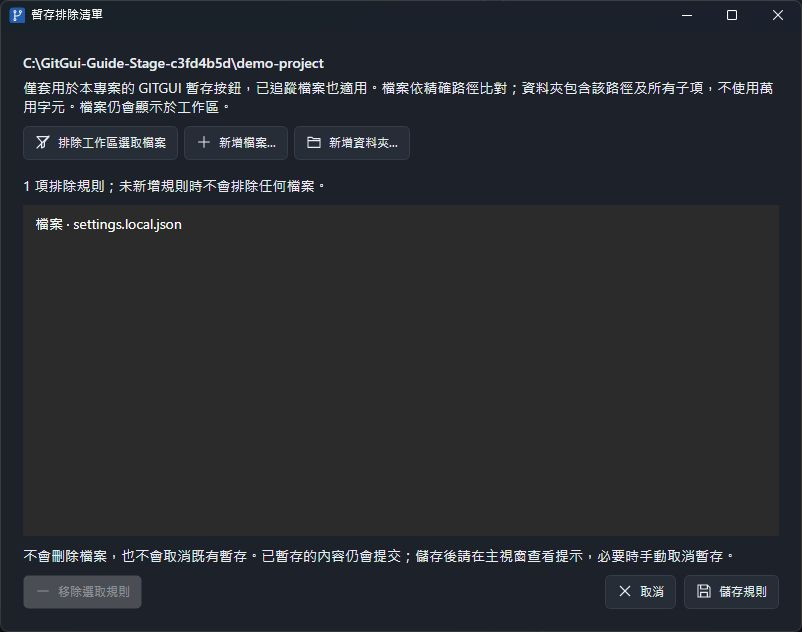 暫存排除清單
C:\GitGui-Guide-Stage-c3fd4b5d\demo-project
僅套用於本專案的 GITGUI 暫存按鈕，已追蹤檔案也適用。檔案依精確路徑比對；資料夾包含該路徑及所有子項，不使用萬
用字元。檔案仍會顯示於工作區。
排除工作區選取檔案
新增檔案...
新增資料夾...
1 項排除規則；未新增規則時不會排除任何檔案。
檔案 · settings.local.json
不會刪除檔案，也不會取消既有暫存。已暫存的內容仍會提交；儲存後請在主視窗查看提示，必要時手動取消暫存。
移除選取規則
取消
儲存規則